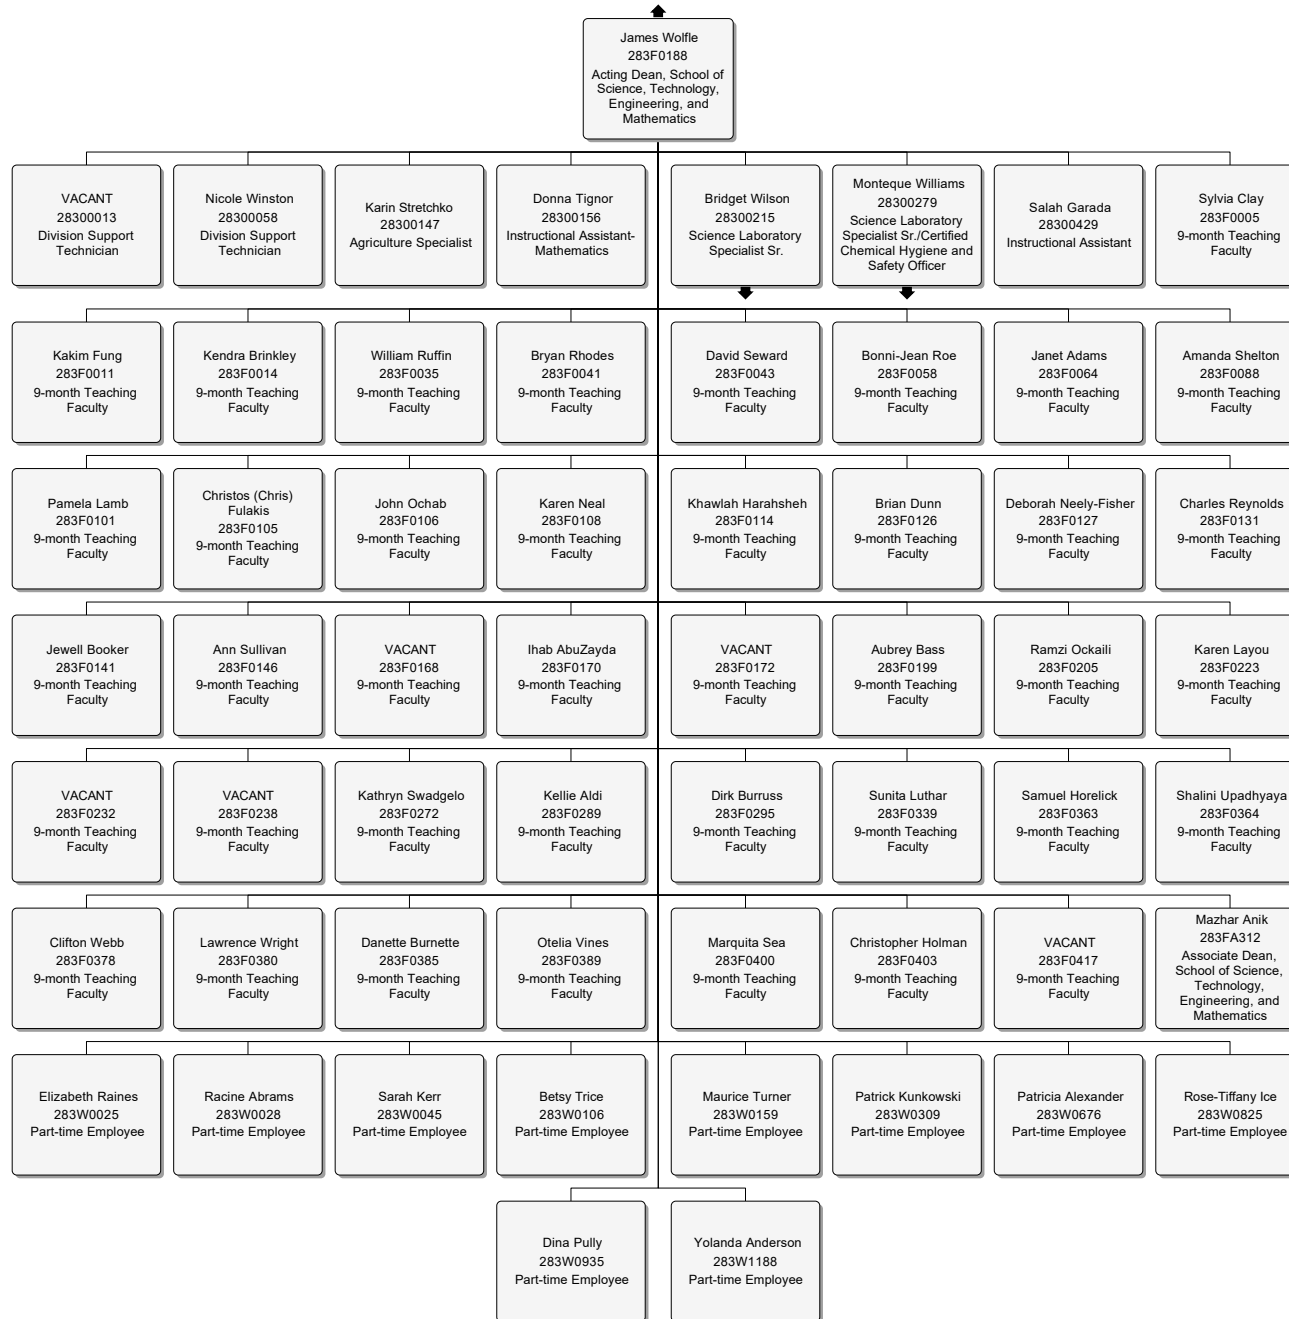 James Wolfle
283F0188
Acting Dean, School of
Science, Technology,
Engineering, and
Mathematics
VACANT
28300013
Division Support
Technician
Nicole Winston
28300058
Division Support
Technician
Karin Stretchko
28300147
Agriculture Specialist
Donna Tignor
28300156
Instructional Assistant-
Mathematics
Bridget Wilson
28300215
Science Laboratory
Specialist Sr.
Monteque Williams
28300279
Science Laboratory
Specialist Sr./Certified
Chemical Hygiene and
Safety Officer
Salah Garada
28300429
Instructional Assistant
Sylvia Clay
283F0005
9-month Teaching
Faculty
Kakim Fung
283F0011
9-month Teaching
Faculty
Kendra Brinkley
283F0014
9-month Teaching
Faculty
William Ruffin
283F0035
9-month Teaching
Faculty
Bryan Rhodes
283F0041
9-month Teaching
Faculty
David Seward
283F0043
9-month Teaching
Faculty
Bonni-Jean Roe
283F0058
9-month Teaching
Faculty
Janet Adams
283F0064
9-month Teaching
Faculty
Amanda Shelton
283F0088
9-month Teaching
Faculty
Pamela Lamb
283F0101
9-month Teaching
Faculty
Christos (Chris)
Fulakis
283F0105
9-month Teaching
Faculty
John Ochab
283F0106
9-month Teaching
Faculty
Karen Neal
283F0108
9-month Teaching
Faculty
Khawlah Harahsheh
283F0114
9-month Teaching
Faculty
Brian Dunn
283F0126
9-month Teaching
Faculty
Deborah Neely-Fisher
283F0127
9-month Teaching
Faculty
Charles Reynolds
283F0131
9-month Teaching
Faculty
Jewell Booker
283F0141
9-month Teaching
Faculty
Ann Sullivan
283F0146
9-month Teaching
Faculty
VACANT
283F0168
9-month Teaching
Faculty
Ihab AbuZayda
283F0170
9-month Teaching
Faculty
VACANT
283F0172
9-month Teaching
Faculty
Aubrey Bass
283F0199
9-month Teaching
Faculty
Ramzi Ockaili
283F0205
9-month Teaching
Faculty
Karen Layou
283F0223
9-month Teaching
Faculty
VACANT
283F0232
9-month Teaching
Faculty
VACANT
283F0238
9-month Teaching
Faculty
Kathryn Swadgelo
283F0272
9-month Teaching
Faculty
Kellie Aldi
283F0289
9-month Teaching
Faculty
Dirk Burruss
283F0295
9-month Teaching
Faculty
Sunita Luthar
283F0339
9-month Teaching
Faculty
Samuel Horelick
283F0363
9-month Teaching
Faculty
Shalini Upadhyaya
283F0364
9-month Teaching
Faculty
Clifton Webb
283F0378
9-month Teaching
Faculty
Lawrence Wright
283F0380
9-month Teaching
Faculty
Danette Burnette
283F0385
9-month Teaching
Faculty
Otelia Vines
283F0389
9-month Teaching
Faculty
Marquita Sea
283F0400
9-month Teaching
Faculty
Christopher Holman
283F0403
9-month Teaching
Faculty
VACANT
283F0417
9-month Teaching
Faculty
Mazhar Anik
283FA312
Associate Dean,
School of Science,
Technology,
Engineering, and
Mathematics
Elizabeth Raines
283W0025
Part-time Employee
Racine Abrams
283W0028
Part-time Employee
Sarah Kerr
283W0045
Part-time Employee
Betsy Trice
283W0106
Part-time Employee
Maurice Turner
283W0159
Part-time Employee
Patrick Kunkowski
283W0309
Part-time Employee
Patricia Alexander
283W0676
Part-time Employee
Rose-Tiffany Ice
283W0825
Part-time Employee
Dina Pully
283W0935
Part-time Employee
Yolanda Anderson
283W1188
Part-time Employee